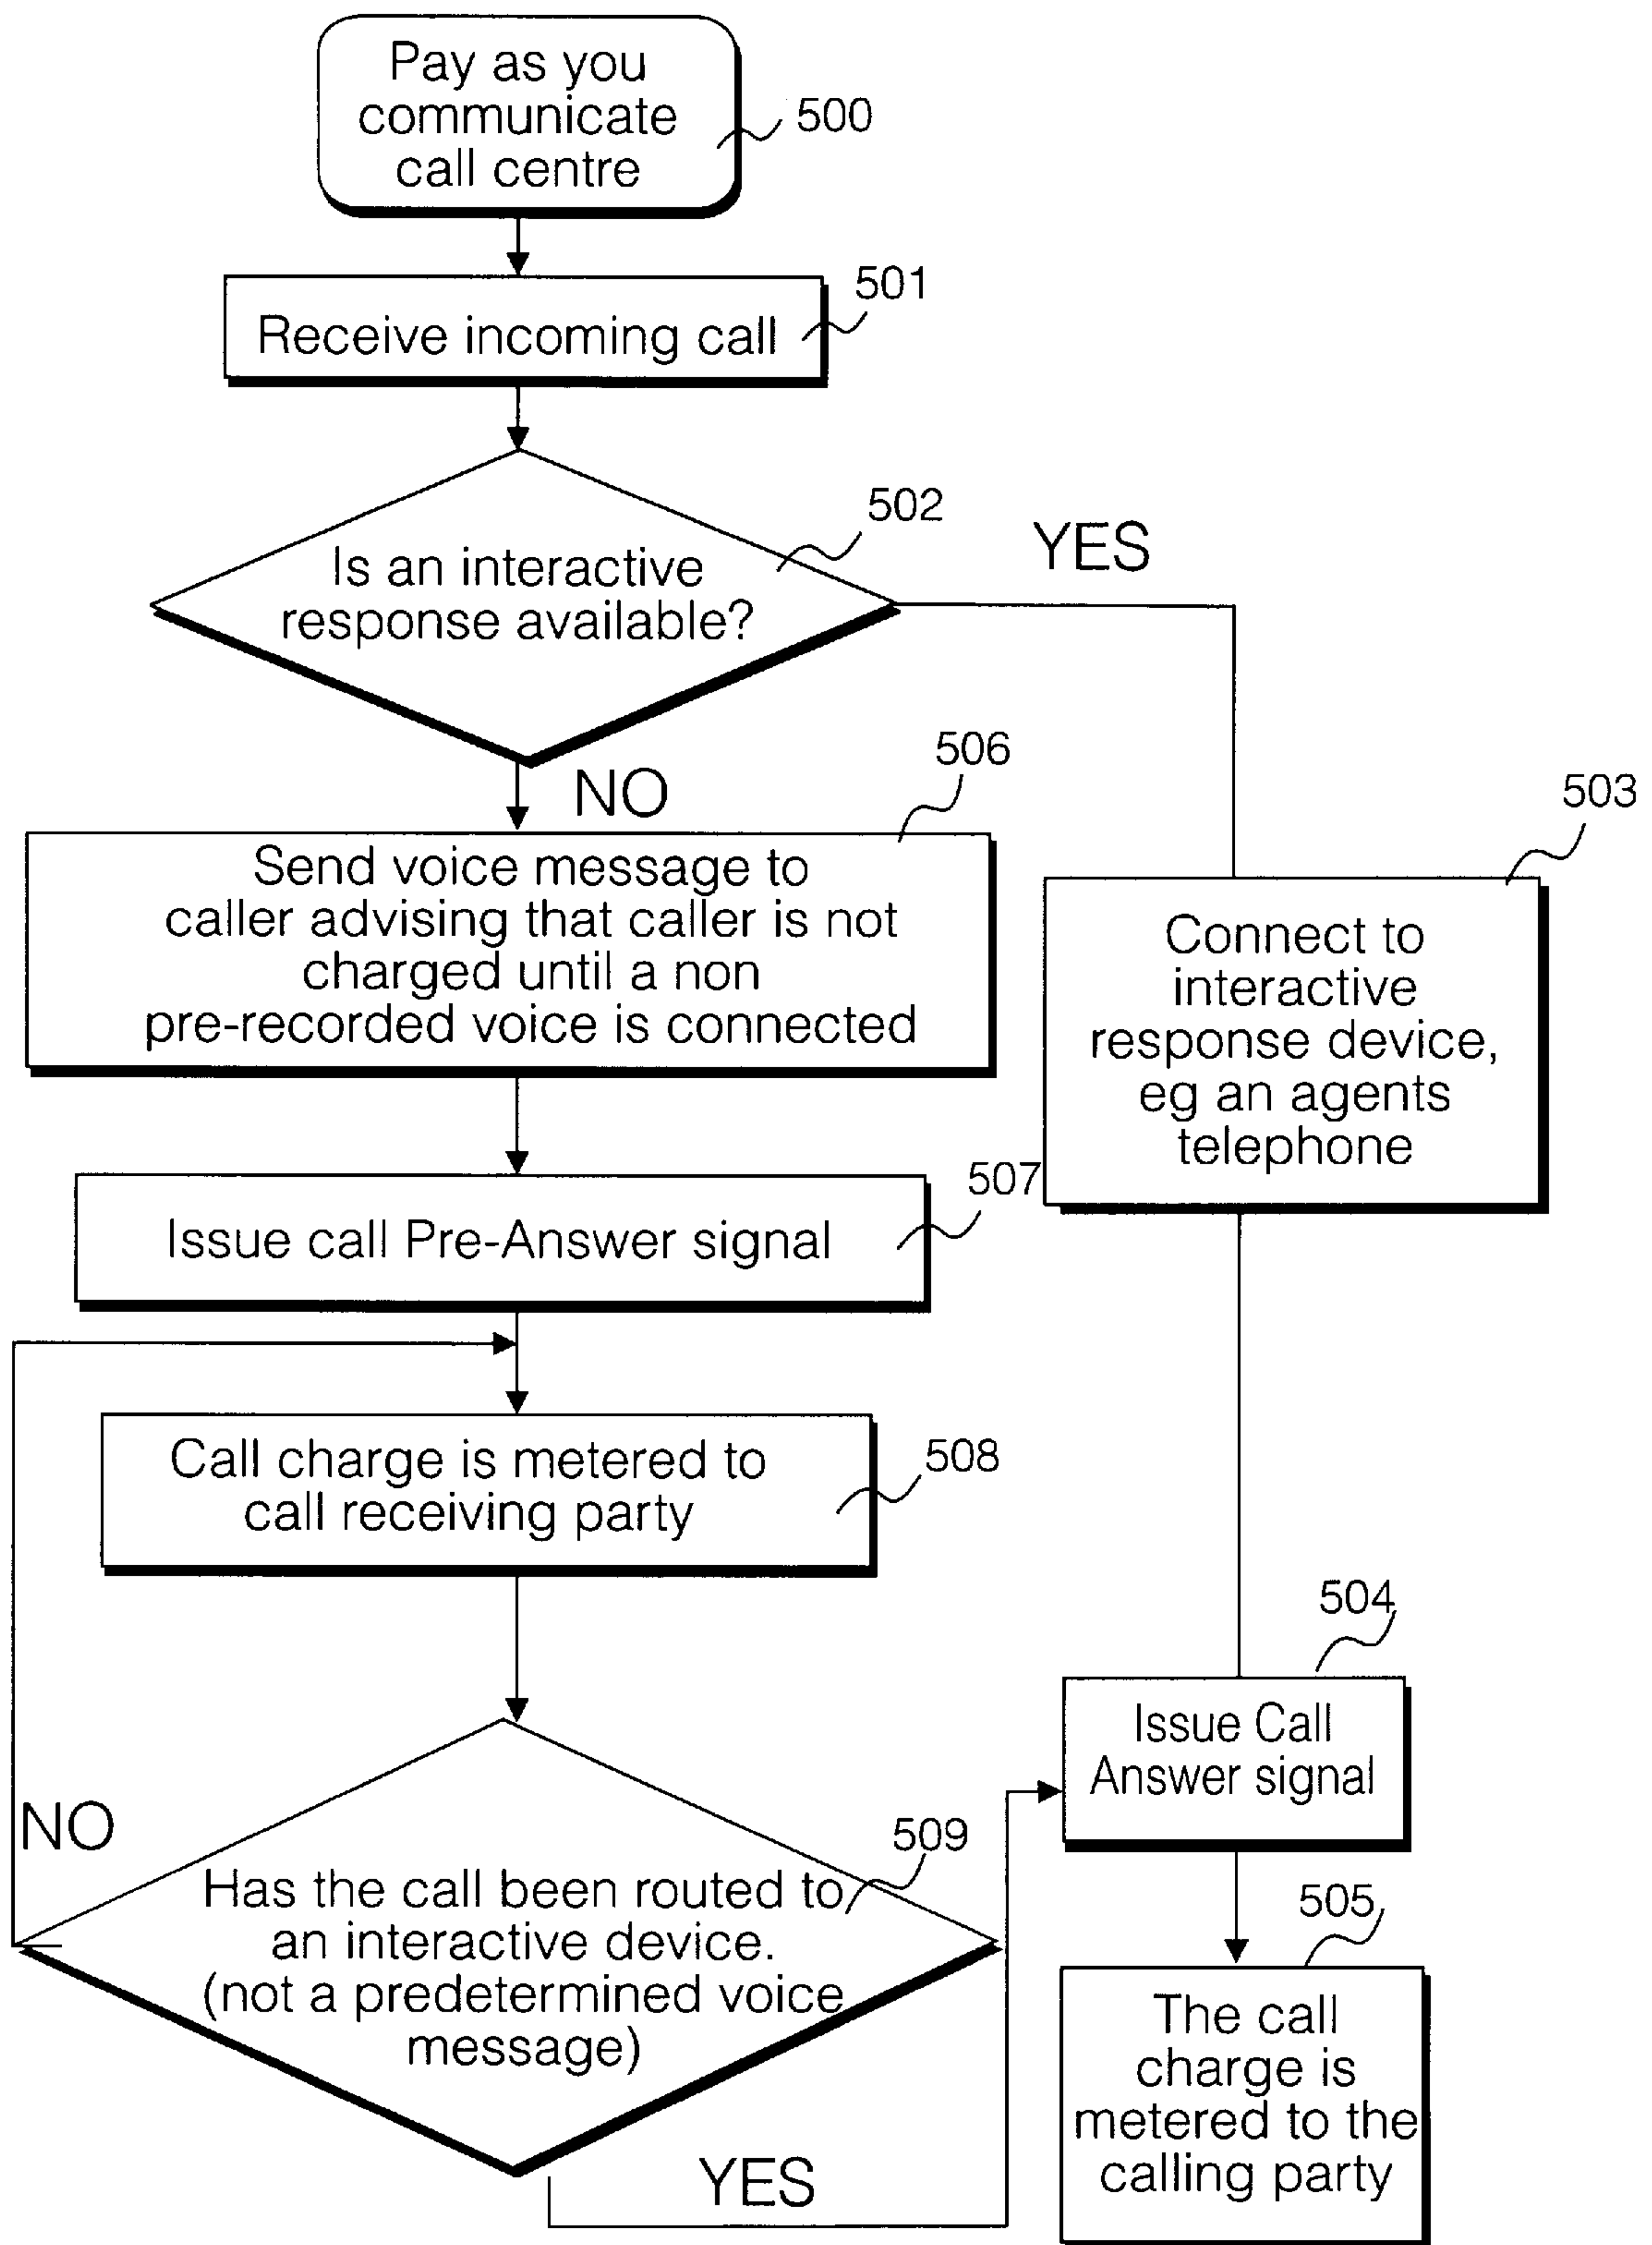 Pay as you
communicate
call centre
500
501
Receive incoming call
502
YES
Is an interactive
response available?
506
NO
503
Send voice message to
caller advising that caller is not
charged until a non
pre-recorded voice is connected
Connect to
interactive
response device,
eg an agents
telephone
507
Issue call Pre-Answer signal
Call charge is metered to
call receiving party
508
504
Issue Call
Answer signal
NO
509
Has the call been routed to
an interactive device.
(not a predetermined voice
message)
505
The call
charge is
metered to the
calling party
YES